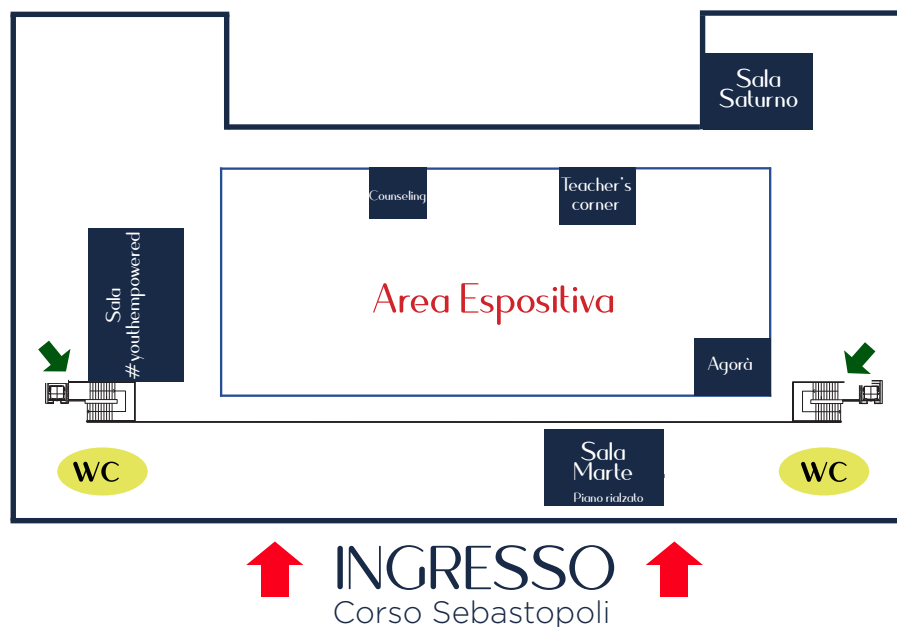 Sala
Saturno
Counseling
Teacher's
corner
Sala
#youthempowered
Area Espositiva
Agorà
WC
Sala
Marte
Piano rialzato
WC
INGRESSO
Corso Sebastopoli